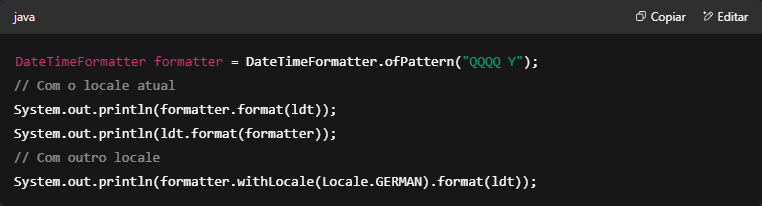 java
Copiar
Editar
DateTimeFormatter formatter = DateTimeFormatter.ofPattern("QQQQ Y");
// Com o locale atual
System.out.println(formatter.format(ldt));
System.out.println(ldt.format(formatter));
// Com outro locale
System.out.println(formatter.withLocale(Locale.GERMAN).format(ldt));